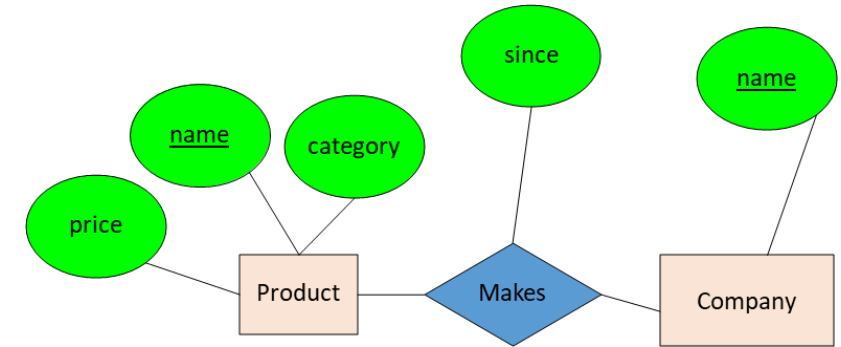 since
name
name
category
price
Product
Makes
Company